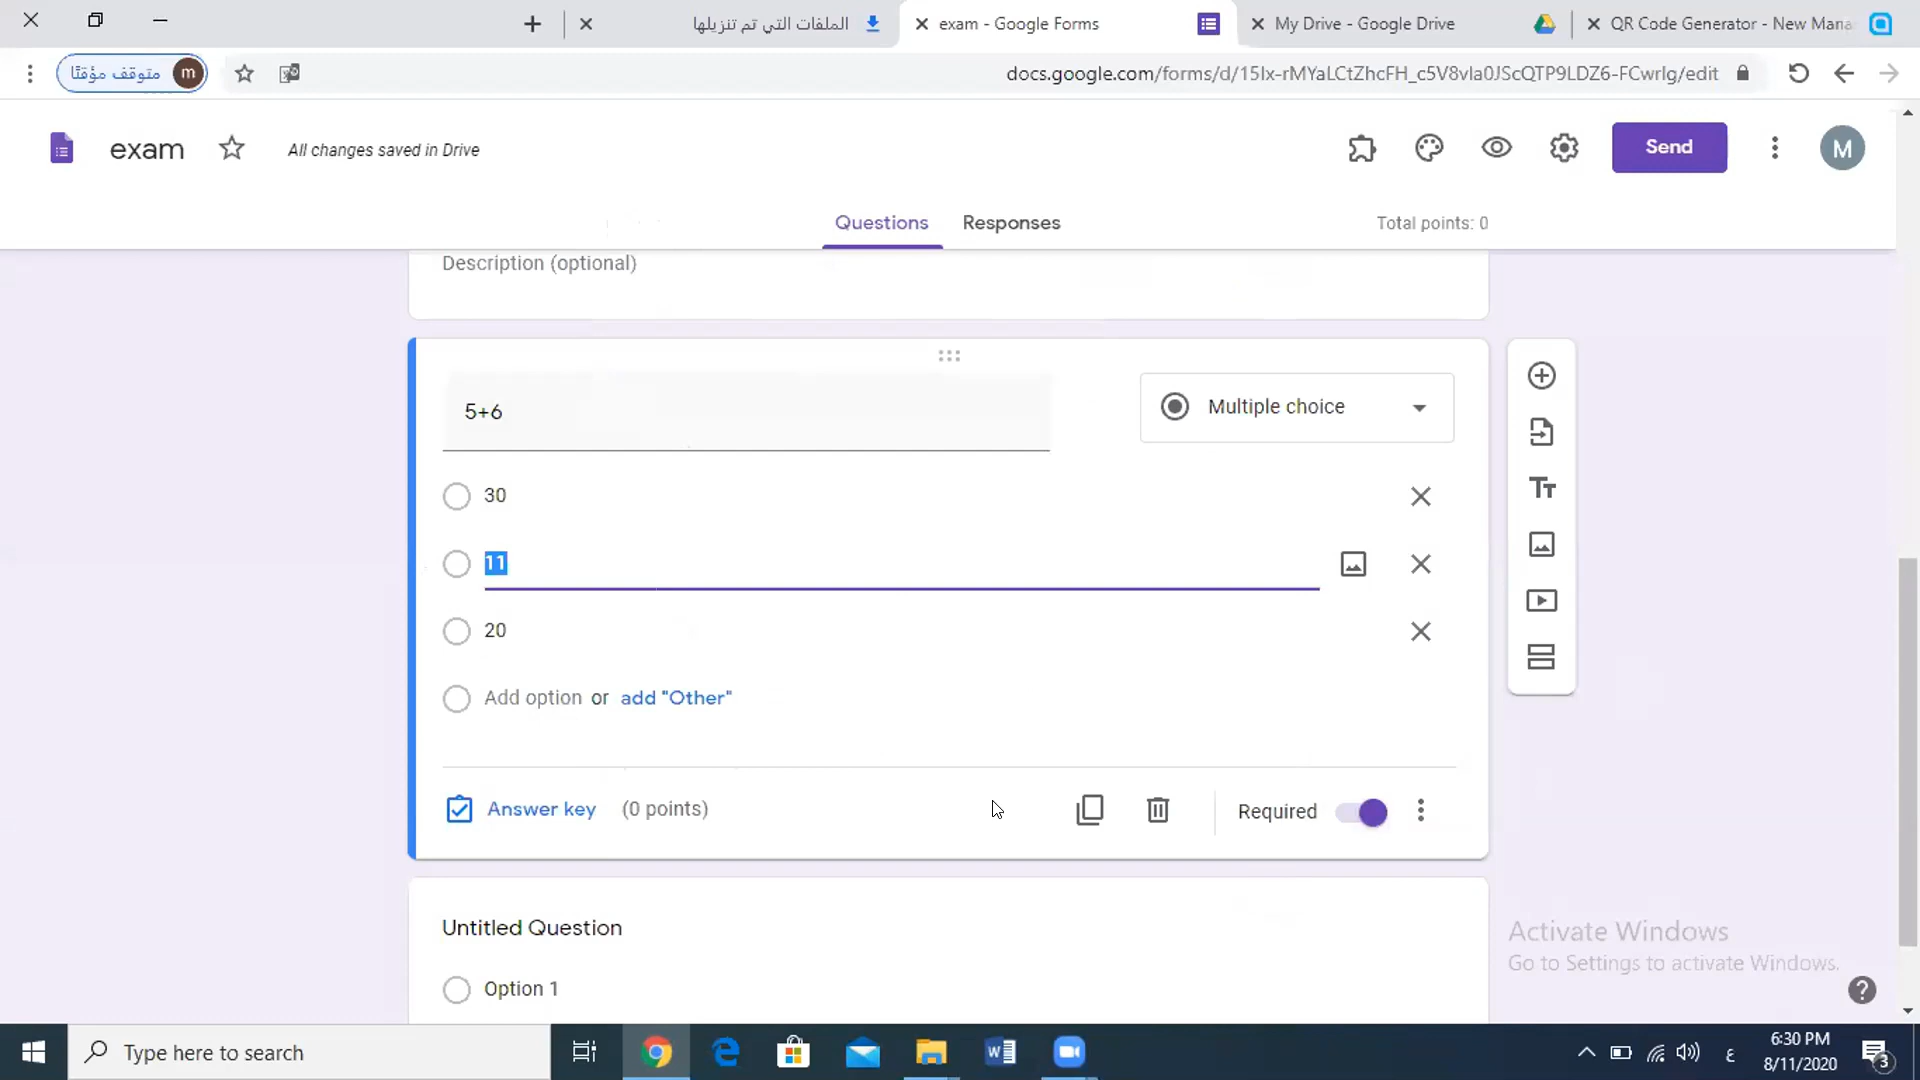 الملفات التي تم تنزيلها
exam - Google Forms
My Drive - Google Drive
QR Code Generator - New Mana
متوقف مؤقتًا
m
docs.google.com/forms/d/15Ix-rMYaLCtZhcFH_c5V8vla0JScQTP9LDZ6-FCwrIg/edit
exam
All changes saved in Drive
Send
M
Questions
Responses
Total points: 0
Description (optional)
5+6
Multiple choice
30
11
20
Add option or add "Other"
Answer key (0 points)
Required
Untitled Question
Option 1
Activate Windows
Go to Settings to activate Windows.
Type here to search
ع
6:30 PM
8/11/2020
3